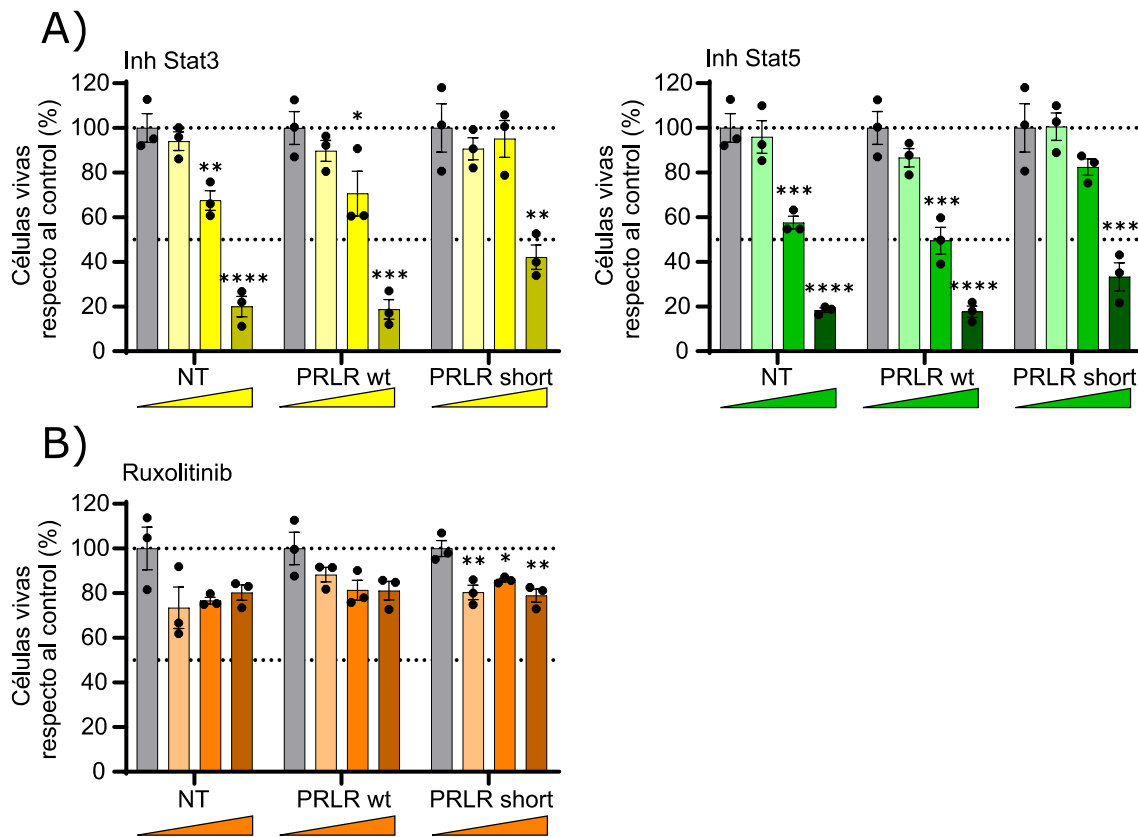 A)
Inh Stat3
Células vivas
respecto al control (%)
120
100
80
60
40
20
0
**
****
*
***
**
NT
PRLR wt
PRLR short
Inh Stat5
Células vivas
respecto al control (%)
120
100
80
60
40
20
0
***
****
***
****
***
NT
PRLR wt
PRLR short
B)
Ruxolitinib
Células vivas
respecto al control (%)
120
100
80
60
40
20
0
**
*
**
NT
PRLR wt
PRLR short